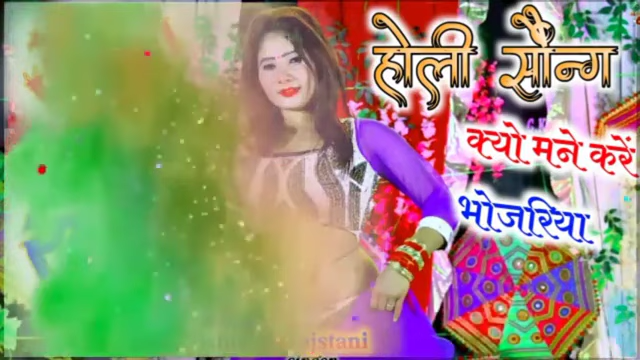 होली सौन्ग
क्यो मने करें
भोजरिया